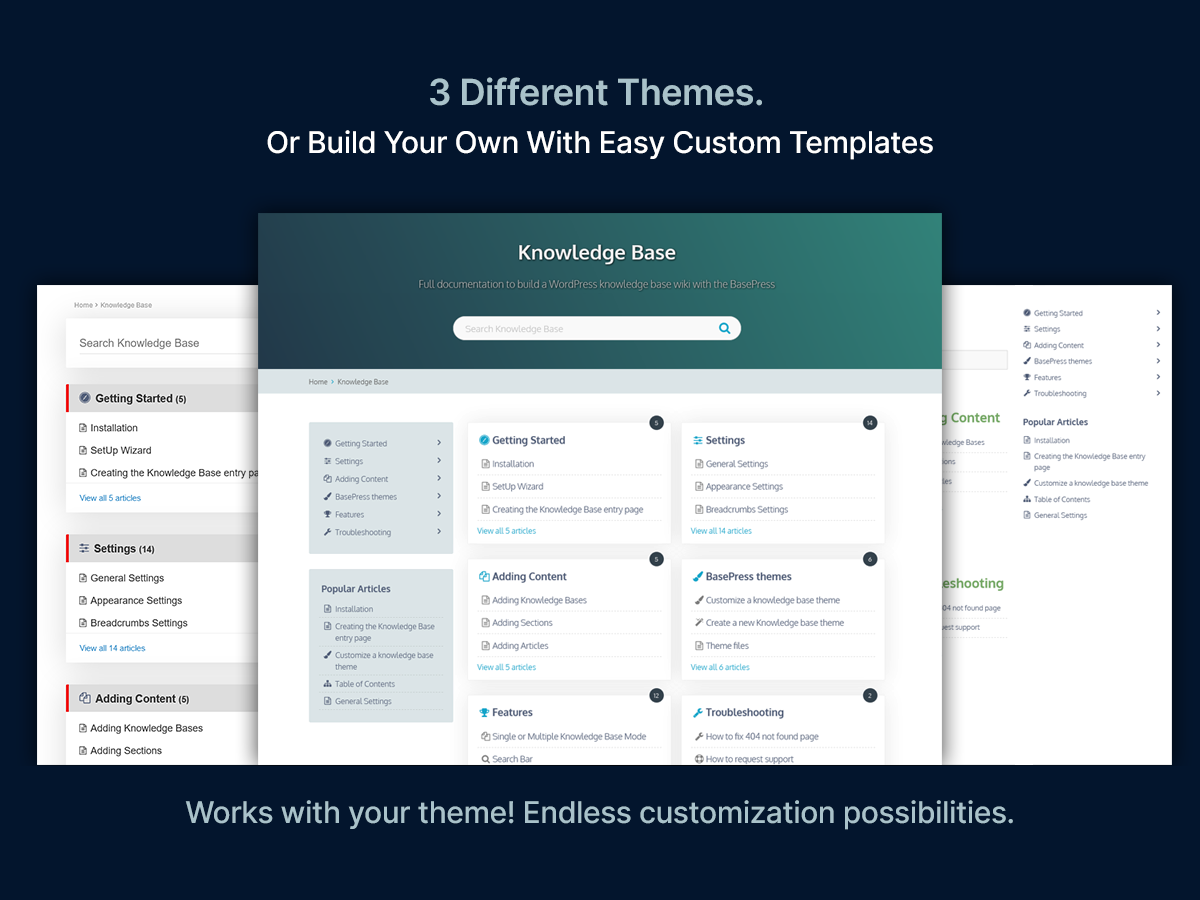 3 Different Themes.
Or Build Your Own With Easy Custom Templates
Home > Knowledge Base
Search Knowledge Base
Getting Started (5)
Installation
SetUp Wizard
Creating the Knowledge Base entry pa
View all 5 articles
Settings (14)
General Settings
Appearance Settings
Breadcrumbs Settings
View all 14 articles
Adding Content (5)
Adding Knowledge Bases
Adding Sections
Knowledge Base
Full documentation to build a WordPress knowledge base wiki with the BasePress
Search Knowledge Base
Home > Knowledge Base
Getting Started
Settings
Adding Content
BasePress themes
Features
Troubleshooting
Popular Articles
Installation
Creating the Knowledge Base
entry page
Customize a knowledge base
theme
Table of Contents
General Settings
5
Getting Started
Installation
SetUp Wizard
Creating the Knowledge Base entry page
View all 5 articles
14
Settings
General Settings
Appearance Settings
Breadcrumbs Settings
View all 14 articles
5
Adding Content
Adding Knowledge Bases
Adding Sections
Adding Articles
View all 5 articles
6
BasePress themes
Customize a knowledge base theme
Create a new Knowledge base theme
Theme files
View all 6 articles
12
Features
Single or Multiple Knowledge Base Mode
Search Bar
2
Troubleshooting
How to fix 404 not found page
How to request support
g Content
wledge Bases
ions
les
eshooting
404 not found page
uest support
Getting Started
Settings
Adding Content
BasePress themes
Features
Troubleshooting
Popular Articles
Installation
Creating the Knowledge Base entry
page
Customize a knowledge base theme
Table of Contents
General Settings
Works with your theme! Endless customization possibilities.